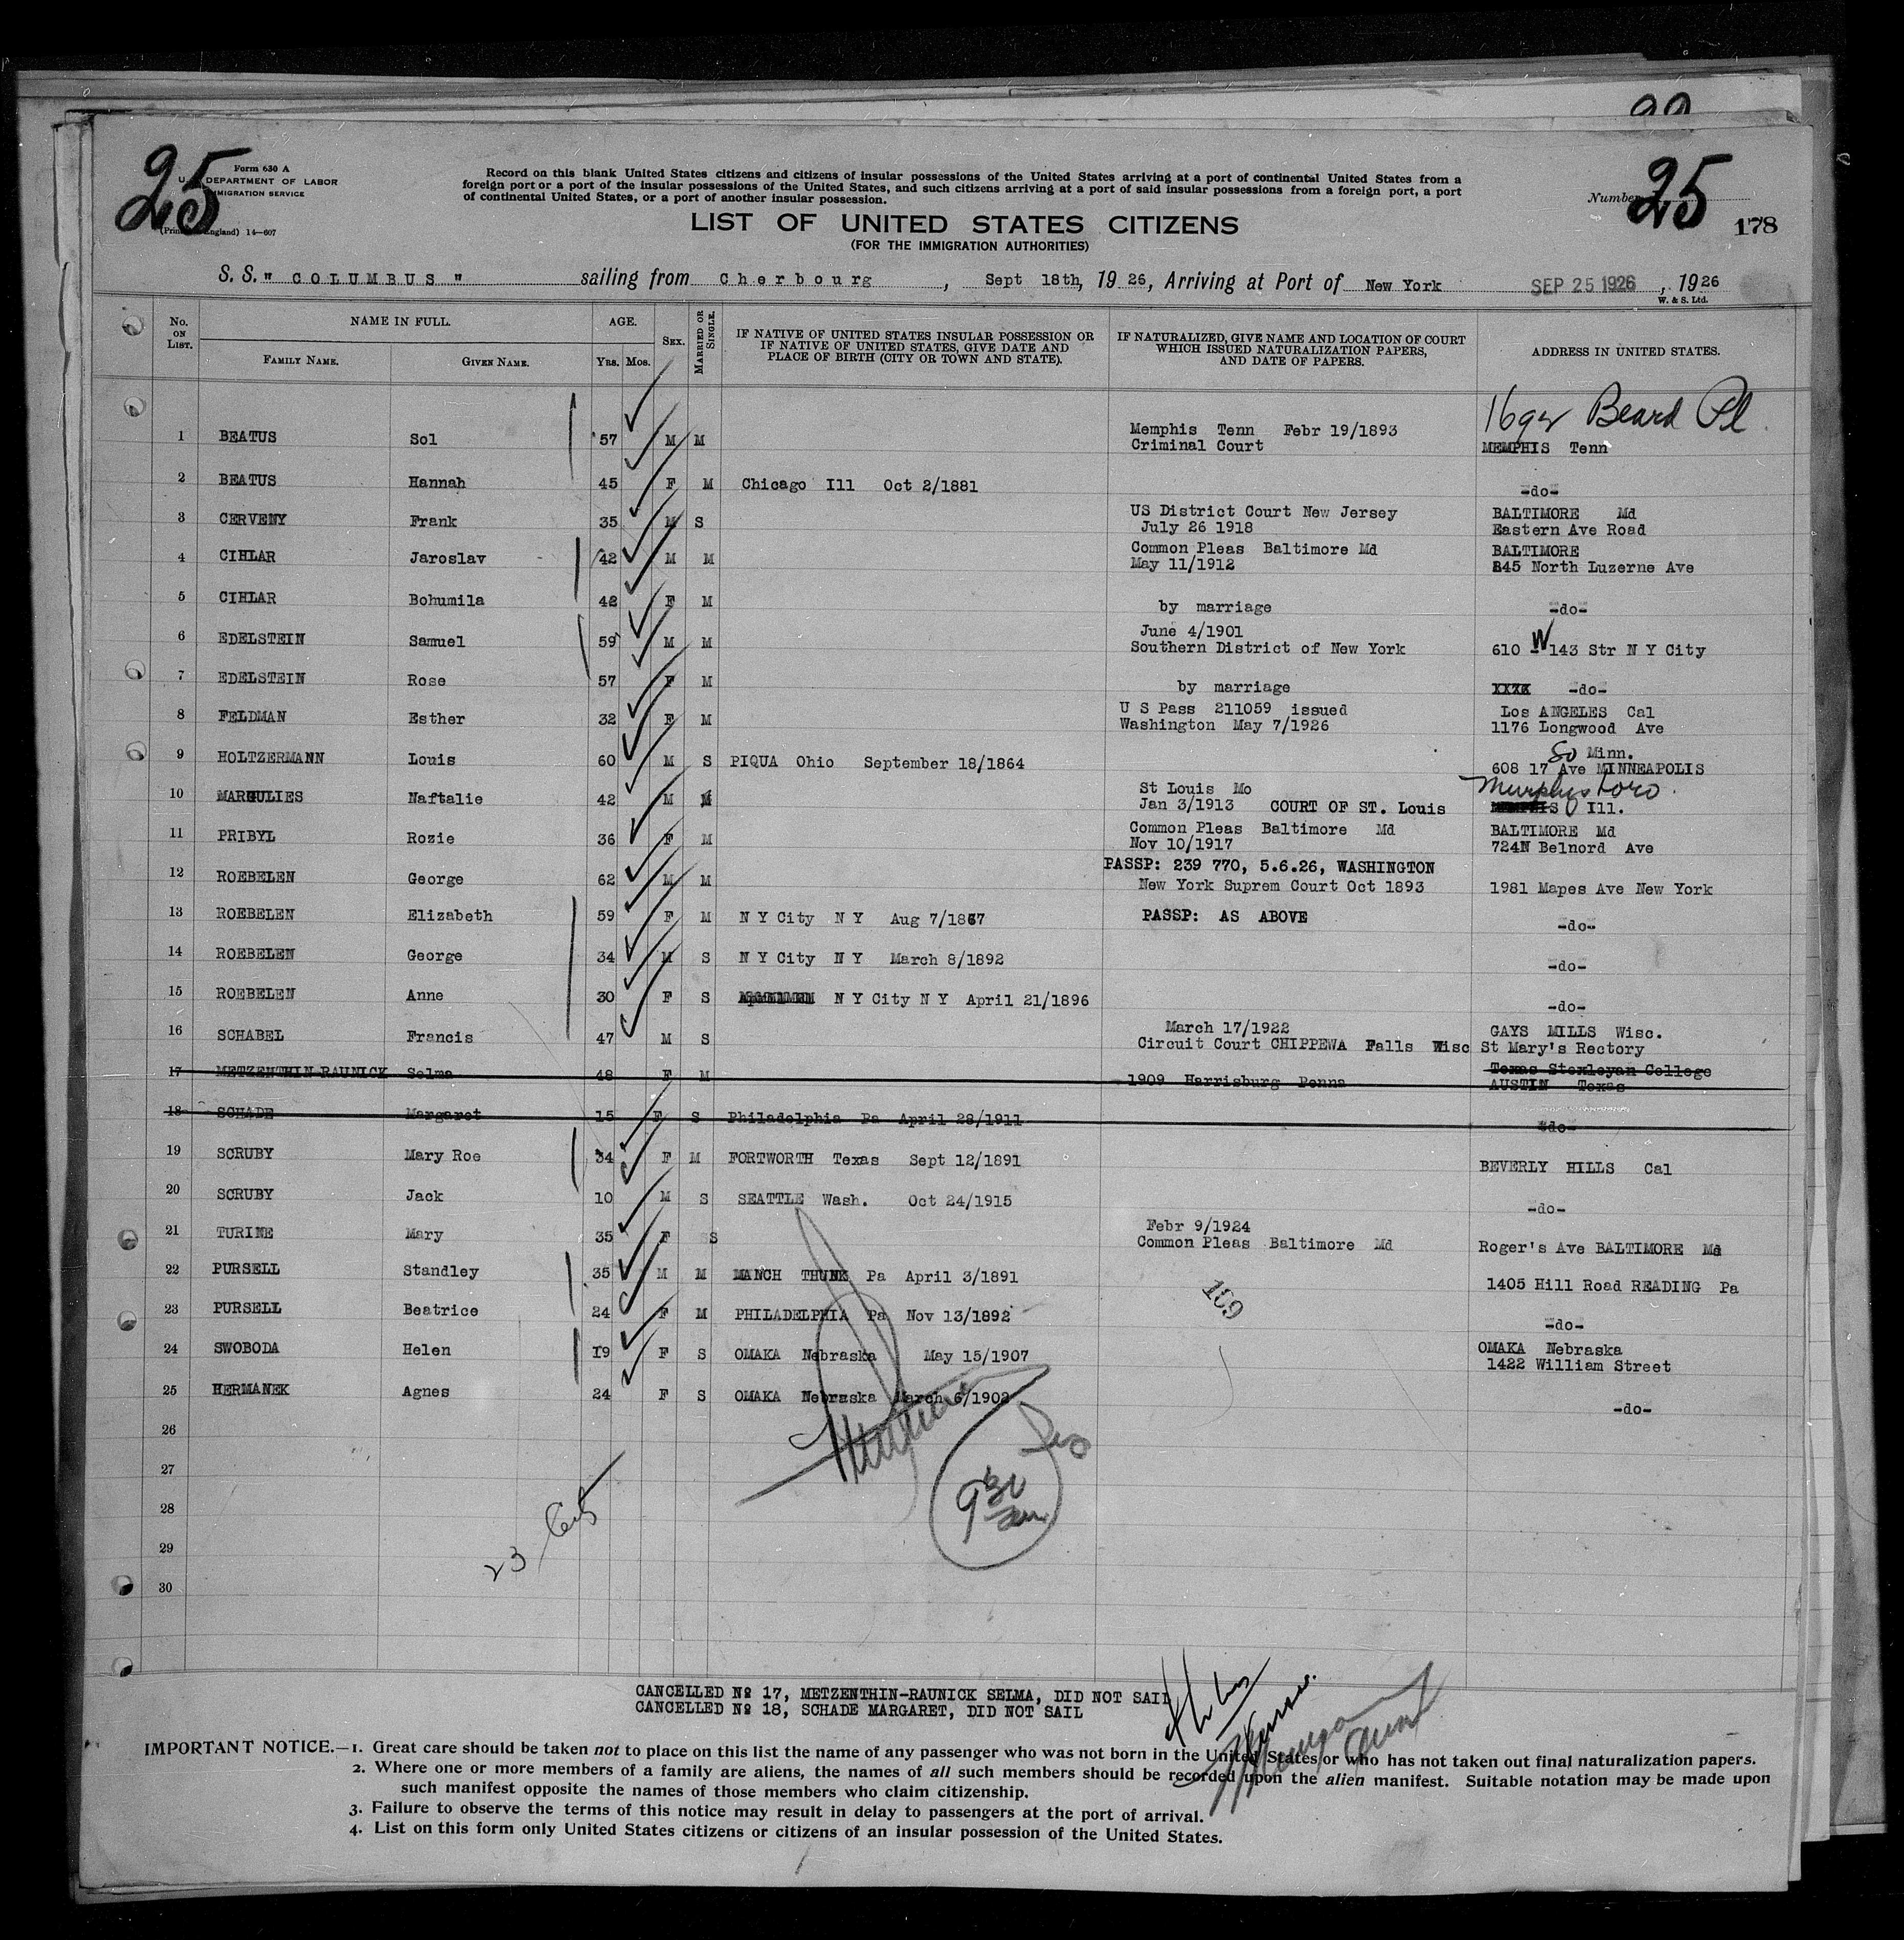 22
25
Form 630 A
U. S. DEPARTMENT OF LABOR
IMMIGRATION SERVICE
(Printed in England) 14—607
Record on this blank United States citizens and citizens of insular possessions of the United States arriving at a port of continental United States from a
foreign port or a port of the insular possessions of the United States, and such citizens arriving at a port of said insular possessions from a foreign port, a port
of continental United States, or a port of another insular possession.
Number 25
178
LIST OF UNITED STATES CITIZENS
(FOR THE IMMIGRATION AUTHORITIES)
S. S. " COLUMBUS " sailing from Cherbourg, Sept 18th, 19 26, Arriving at Port of New York SEP 25 1926, 1926
W. & S. Ltd.
No. ON LIST. NAME IN FULL. AGE. SEX. MARRIED OR SINGLE. IF NATIVE OF UNITED STATES INSULAR POSSESSION OR IF NATIVE OF UNITED STATES, GIVE DATE AND PLACE OF BIRTH (CITY OR TOWN AND STATE). IF NATURALIZED, GIVE NAME AND LOCATION OF COURT WHICH ISSUED NATURALIZATION PAPERS, AND DATE OF PAPERS. ADDRESS IN UNITED STATES.
FAMILY NAME. GIVEN NAME. YRS. MOS.
Beard Pl
1 BEATUS Sol 57 M M Memphis Tenn Febr 19/1893 Criminal Court MEMPHIS Tenn
2 BEATUS Hannah 45 F M Chicago Ill Oct 2/1881 -do-
3 CERVENY Frank 35 M S US District Court New Jersey July 26 1918 BALTIMORE Md Eastern Ave Road
4 CIHLAR Jaroslav 42 M M Common Pleas Baltimore Md May 11/1912 BALTIMORE 845 North Luzerne Ave
5 CIHLAR Bohumila 42 F M by marriage -do-
6 EDELSTEIN Samuel 59 M M June 4/1901 Southern District of New York 610 W 143 Str N Y City
7 EDELSTEIN Rose 57 F M by marriage XXXX -do-
8 FELDMAN Esther 32 F M U S Pass 211059 issued Washington May 7/1926 Los ANGELES Cal 1176 Longwood Ave
9 HOLTZERMANN Louis 60 M S PIQUA Ohio September 18/1864 So Minn. 608 17 Ave MINNEAPOLIS
10 MARGULIES Naftalie 42 M M St Louis Mo Jan 3/1913 COURT OF ST. Louis Murphysboro MEMPHIS Ill.
11 PRIBYL Rozie 36 F M Common Pleas Baltimore Md Nov 10/1917 BALTIMORE Md 724N Belnord Ave
12 ROEBELEN George 62 M M PASSP: 239 770, 5.6.26, WASHINGTON New York Suprem Court Oct 1893 1981 Mapes Ave New York
13 ROEBELEN Elizabeth 59 F M N Y City N Y Aug 7/1867 PASSP: AS ABOVE -do-
14 ROEBELEN George 34 M S N Y City N Y March 8/1892 -do-
15 ROEBELEN Anne 30 F S N Y City N Y April 21/1896 -do-
16 SCHABEL Francis 47 M S March 17/1922 Circuit Court CHIPPEWA Falls Wisc GAYS MILLS Wisc. St Mary's Rectory
17 METZENTHIN-RAUNICK Selma 48 F M 1909 Harrisburg Penna Texas Stexleyan College AUSTIN Texas
18 SCHADE Margaret 15 F S Philadelphia Pa April 28/1911 -do-
19 SCRUBY Mary Roe 34 F M FORTWORTH Texas Sept 12/1891 BEVERLY HILLS Cal
20 SCRUBY Jack 10 M S SEATTLE Wash. Oct 24/1915 -do-
21 TURINE Mary 35 F S Febr 9/1924 Common Pleas Baltimore Md Roger's Ave BALTIMORE Md
22 PURSELL Standley 35 M M MANCH THUNK Pa April 3/1891 1405 Hill Road READING Pa
23 PURSELL Beatrice 24 F M PHILADELPHIA Pa Nov 13/1892 -do-
169
24 SWOBODA Helen 19 F S OMAKA Nebraska May 15/1907 OMAKA Nebraska 1422 William Street
25 HERMANEK Agnes 24 F S OMAKA Nebraska March 6/1902 -do-
26
27
28
29
30
9 30 am
23
CANCELLED No 17, METZENTHIN-RAUNICK SELMA, DID NOT SAIL
CANCELLED No 18, SCHADE MARGARET, DID NOT SAIL
IMPORTANT NOTICE.—1. Great care should be taken not to place on this list the name of any passenger who was not born in the United States or who has not taken out final naturalization papers.
2. Where one or more members of a family are aliens, the names of all such members should be recorded upon the alien manifest. Suitable notation may be made upon
such manifest opposite the names of those members who claim citizenship.
3. Failure to observe the terms of this notice may result in delay to passengers at the port of arrival.
4. List on this form only United States citizens or citizens of an insular possession of the United States.